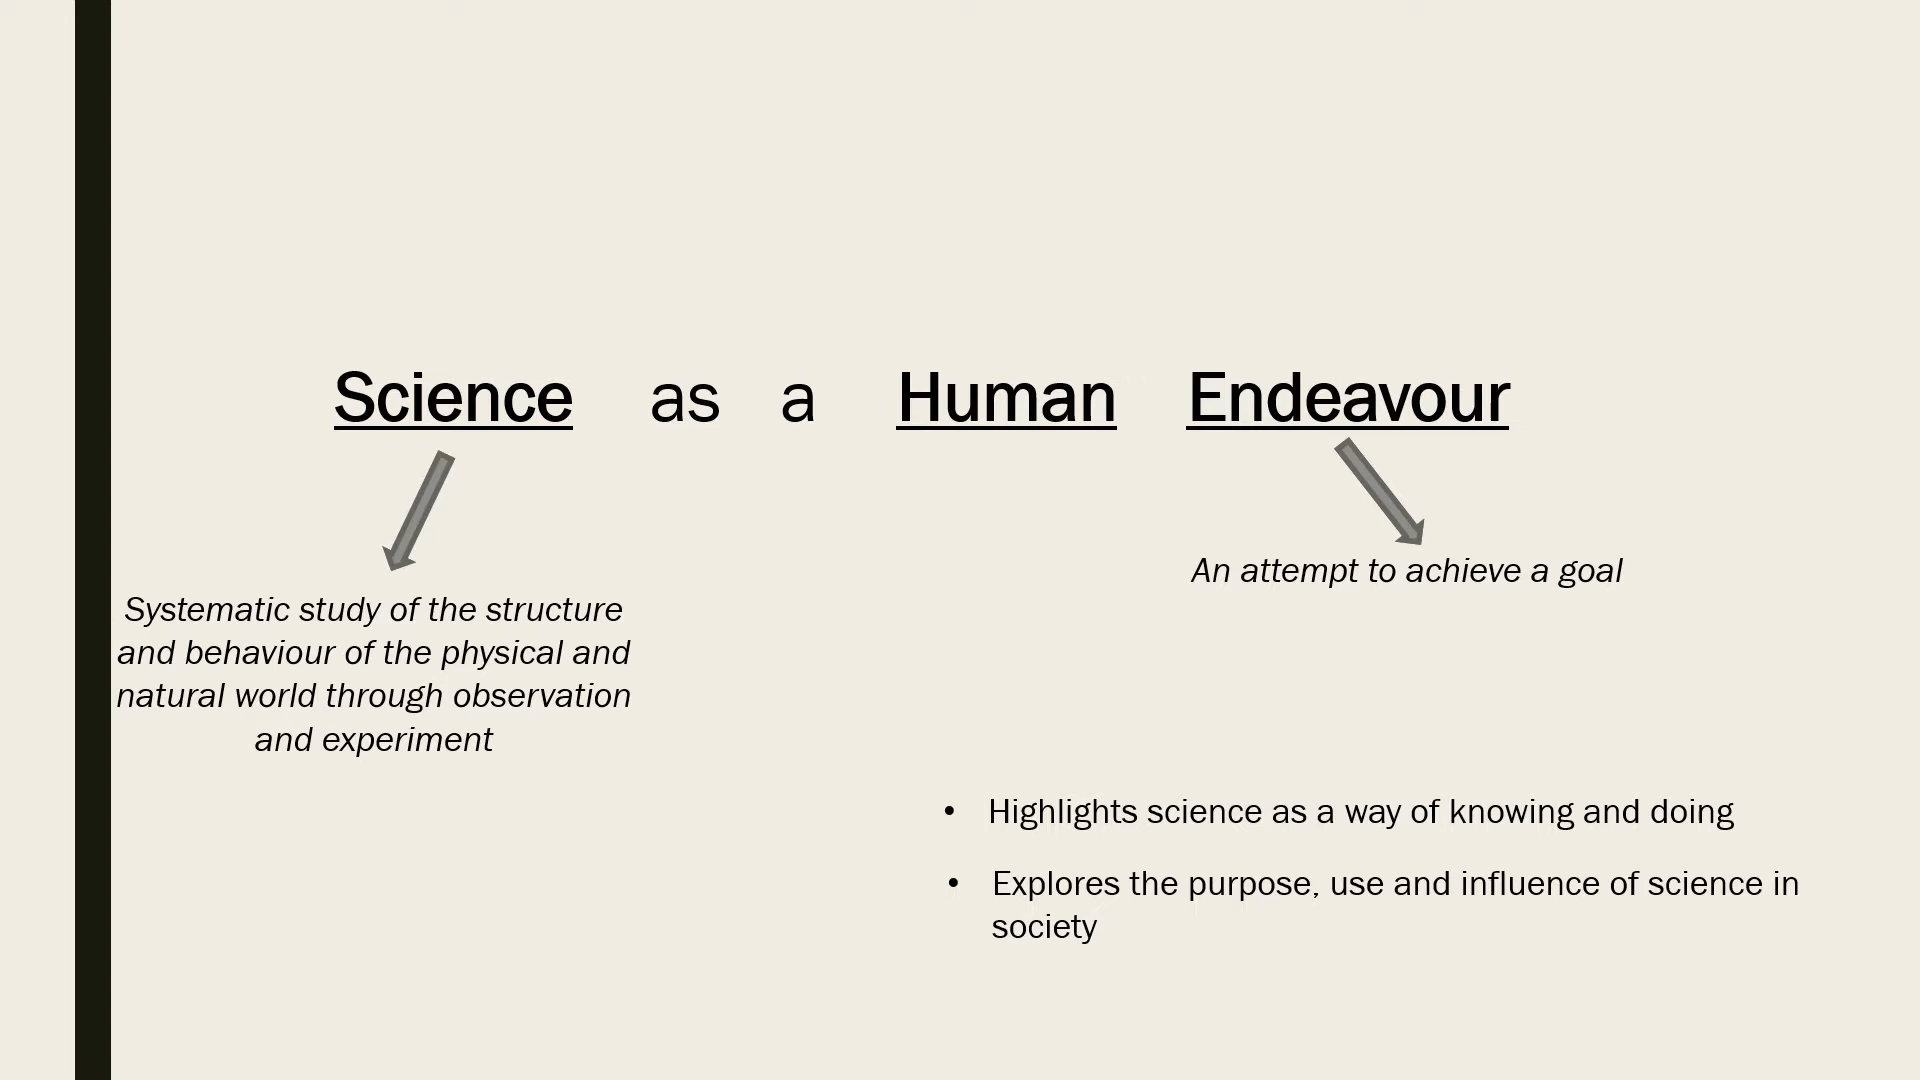 Science as a Human Endeavour
An attempt to achieve a goal
Systematic study of the structure
and behaviour of the physical and
natural world through observation
and experiment
• Highlights science as a way of knowing and doing
• Explores the purpose, use and influence of science in
society